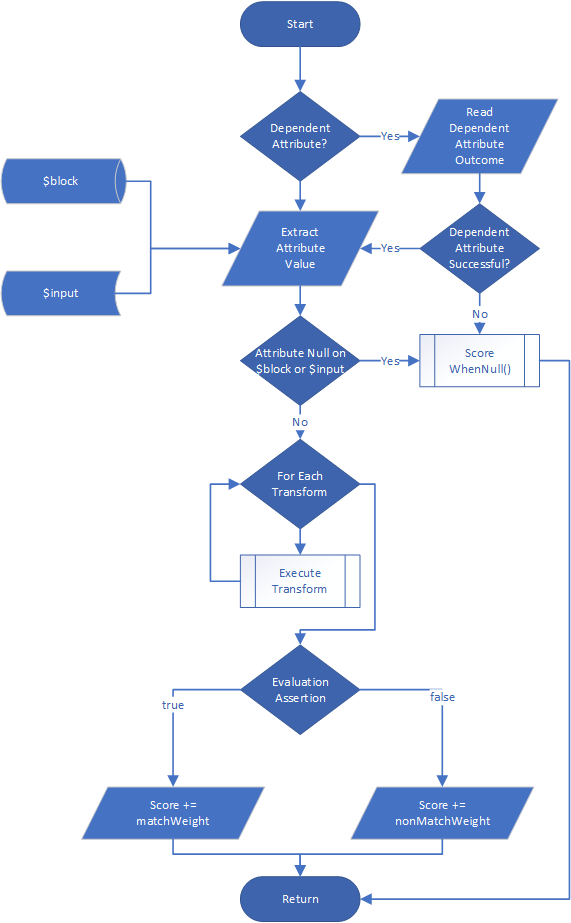 Start
Dependent
Attribute?
Yes
Read
Dependent
Attribute
Outcome
$block
Extract
Attribute
Value
Yes
Dependent
Attribute
Successful?
$input
No
Attribute Null on
$block or $input
Yes
Score
WhenNull()
No
For Each
Transform
Execute
Transform
Evaluation
Assertion
true
false
Score +=
matchWeight
Score +=
nonMatchWeight
Return